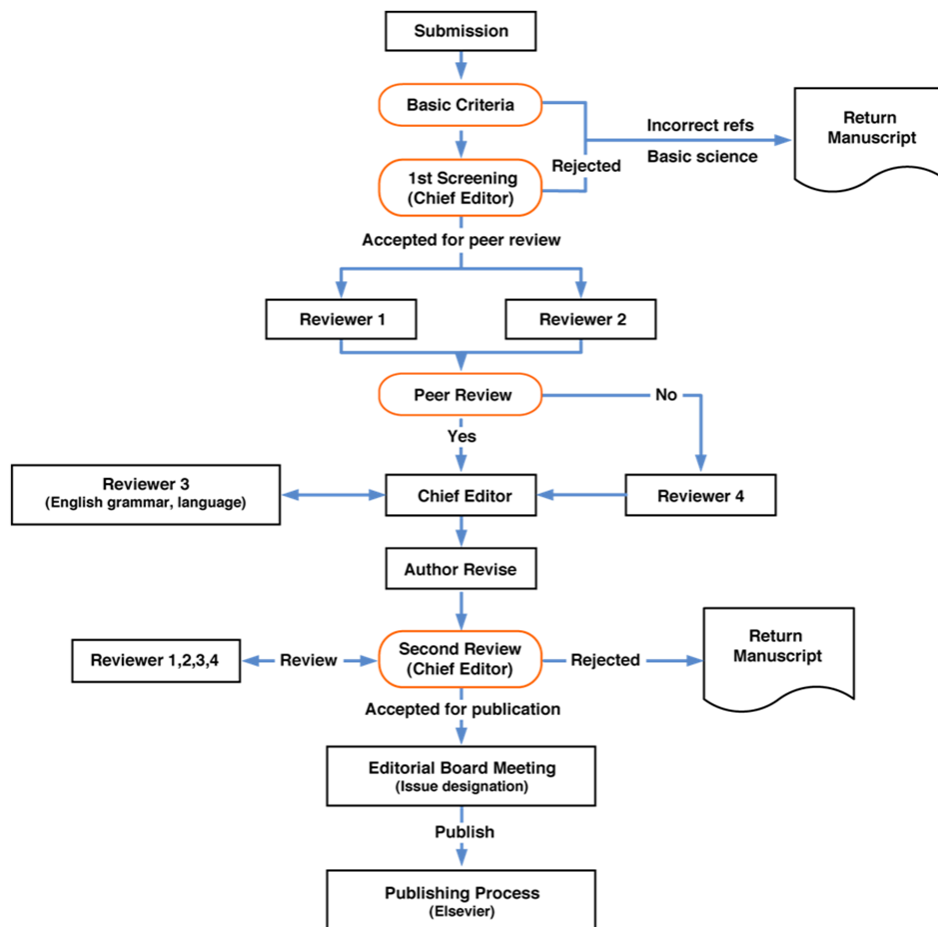 Submission
Basic Criteria
Incorrect refs
Basic science
Return
Manuscript
Rejected
1st Screening
(Chief Editor)
Accepted for peer review
Reviewer 1
Reviewer 2
Peer Review
No
Yes
Reviewer 3
(English grammar, language)
Chief Editor
Reviewer 4
Author Revise
Reviewer 1,2,3,4
Review
Second Review
(Chief Editor)
Rejected
Return
Manuscript
Accepted for publication
Editorial Board Meeting
(Issue designation)
Publish
Publishing Process
(Elsevier)